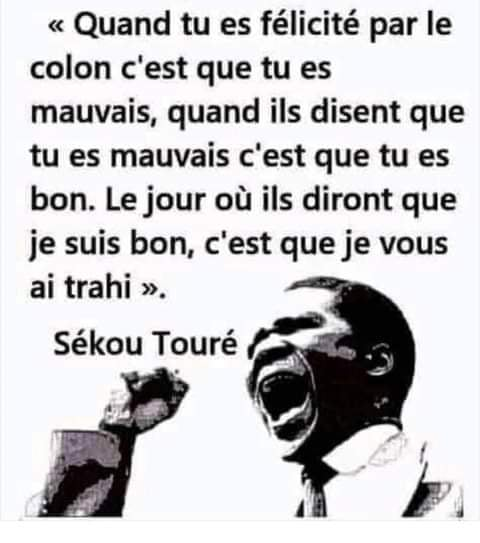 « Quand tu es félicité par le
colon c'est que tu es
mauvais, quand ils disent que
tu es mauvais c'est que tu es
bon. Le jour où ils diront que
je suis bon, c'est que je vous
ai trahi ».
Sékou Touré